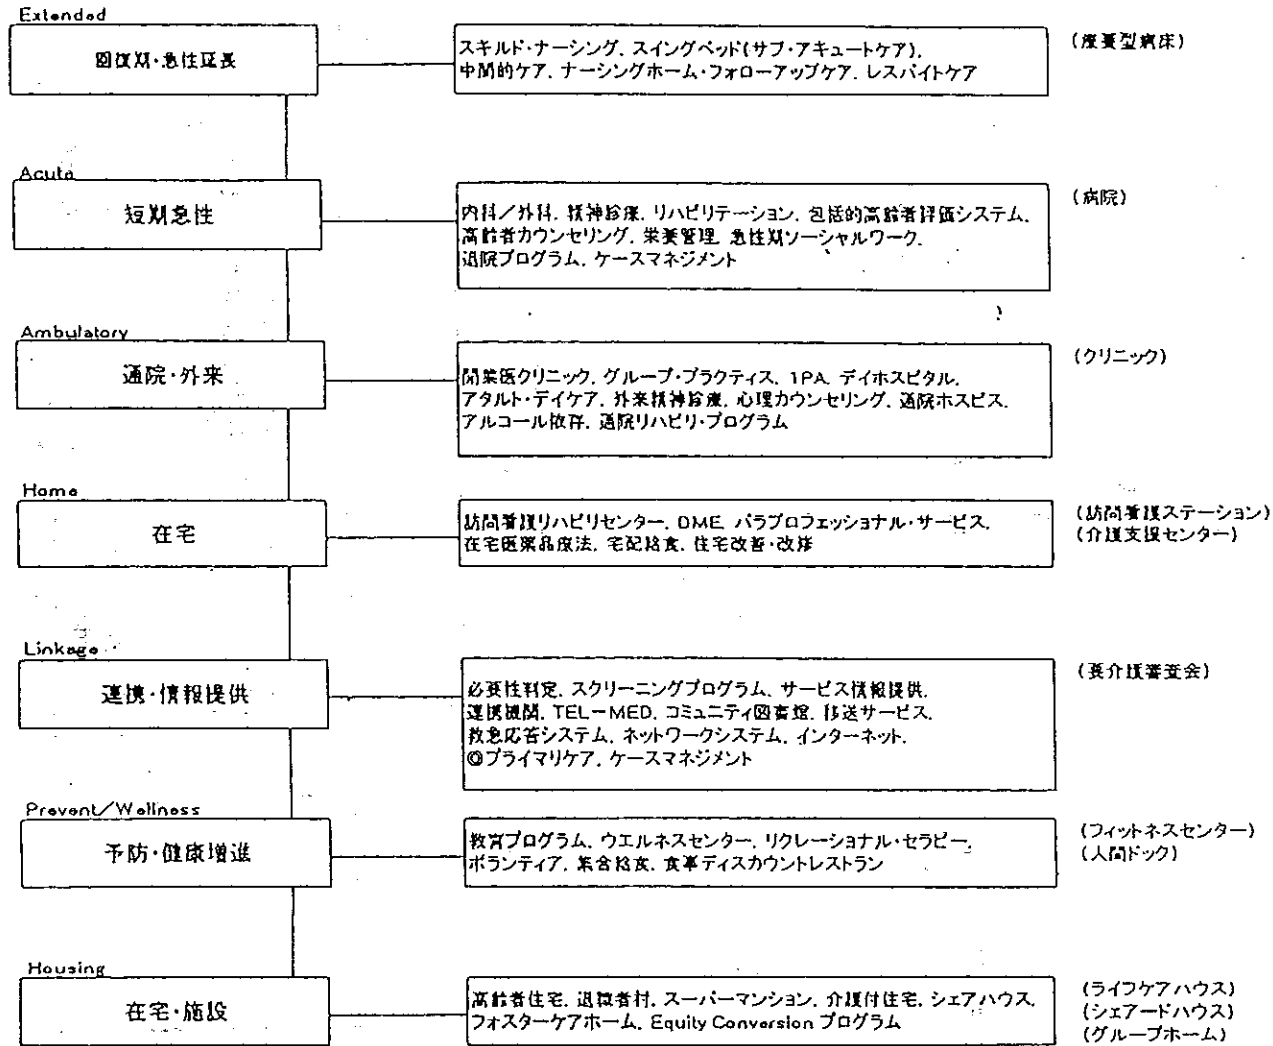 Extended
回復期・急性延長
スキルド・ナーシング, スイングベッド(サブ・アキュートケア),
中間的ケア, ナーシングホーム・フォローアップケア, レスパイトケア
(療養型病床)
Acute
短期急性
内科／外科, 精神診療, リハビリテーション, 包括的高齢者評価システム,
高齢者カウンセリング, 栄養管理, 急性期ソーシャルワーク,
退院プログラム, ケースマネジメント
(病院)
Ambulatory
通院・外来
開業医クリニック, グループ・プラクティス, IPA, デイホスピタル,
アタルト・デイケア, 外来精神診療, 心理カウンセリング, 通院ホスピス,
アルコール依存, 通院リハビリ・プログラム
(クリニック)
Home
在宅
訪問看護リハビリセンター, DME, パラプロフェッショナル・サービス,
在宅医薬品療法, 宅配給食, 住宅改善・改修
(訪問看護ステーション)
(介護支援センター)
Linkage
連携・情報提供
必要性判定, スクリーニングプログラム, サービス情報提供,
連携機関, TEL－MED, コミュニティ図書館, 移送サービス,
救急応答システム, ネットワークシステム, インターネット,
◎プライマリケア, ケースマネジメント
(要介護審査会)
Prevent／Wellness
予防・健康増進
教育プログラム, ウエルネスセンター, リクレーショナル・セラピー,
ボランティア, 集合給食, 食事ディスカウントレストラン
(フィットネスセンター)
(人間ドック)
Housing
在宅・施設
高齢者住宅, 退職者村, スーパーマンション, 介護付住宅, シェアハウス,
フォスターケアホーム, Equity Conversion プログラム
(ライフケアハウス)
(シェアードハウス)
(グループホーム)